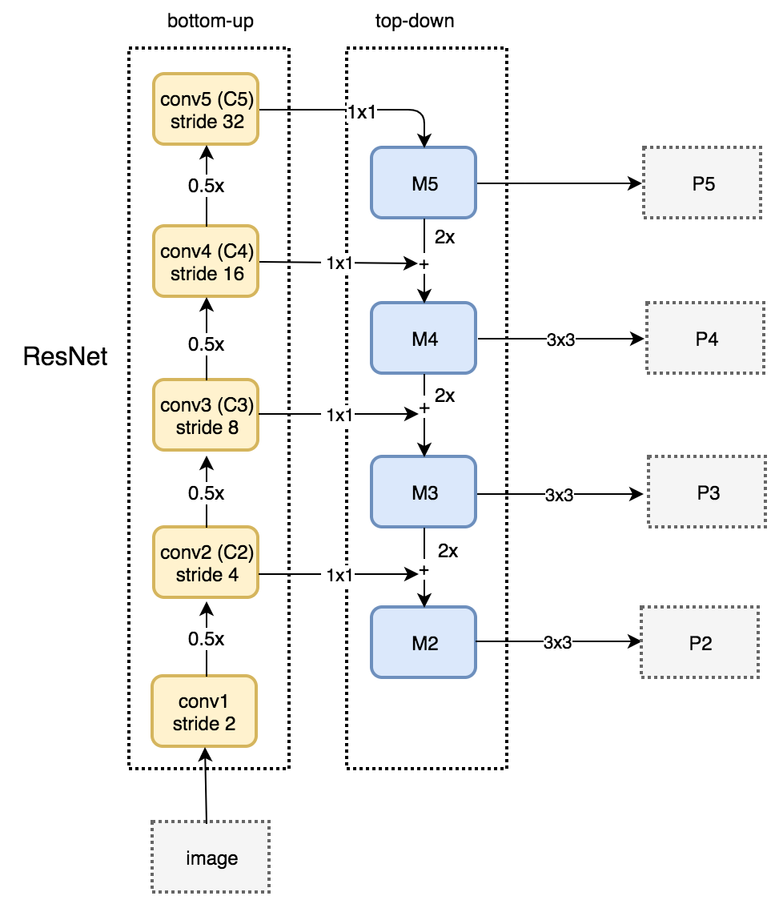 bottom-up
top-down
conv5 (C5)
stride 32
1x1
M5
P5
0.5x
2x
conv4 (C4)
stride 16
1x1
+
M4
3x3
P4
0.5x
ResNet
2x
conv3 (C3)
stride 8
1x1
+
M3
3x3
P3
0.5x
2x
conv2 (C2)
stride 4
1x1
+
M2
3x3
P2
0.5x
conv1
stride 2
image